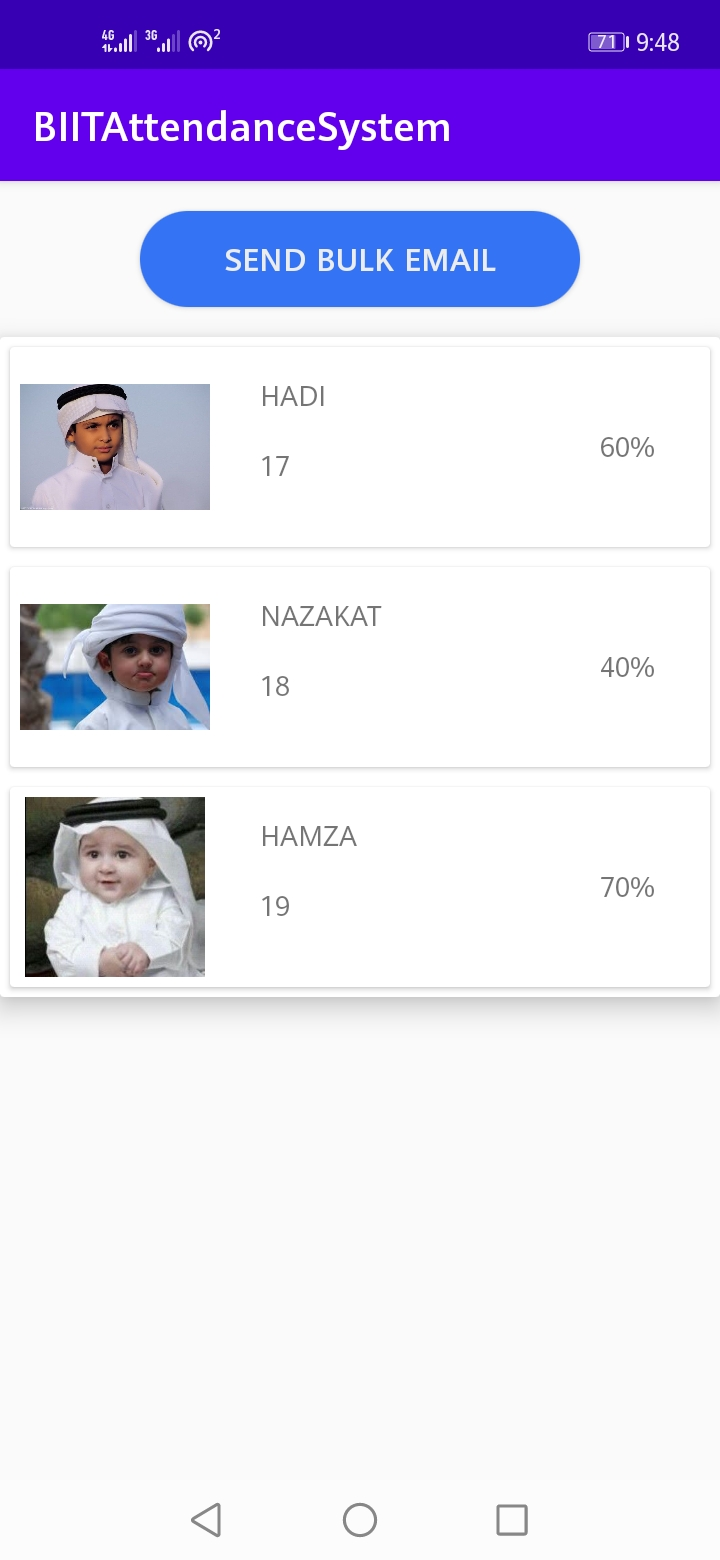 4G 3G 2 71 9:48
BIITAttendanceSystem
SEND BULK EMAIL
HADI
17
60%
NAZAKAT
18
40%
HAMZA
19
70%